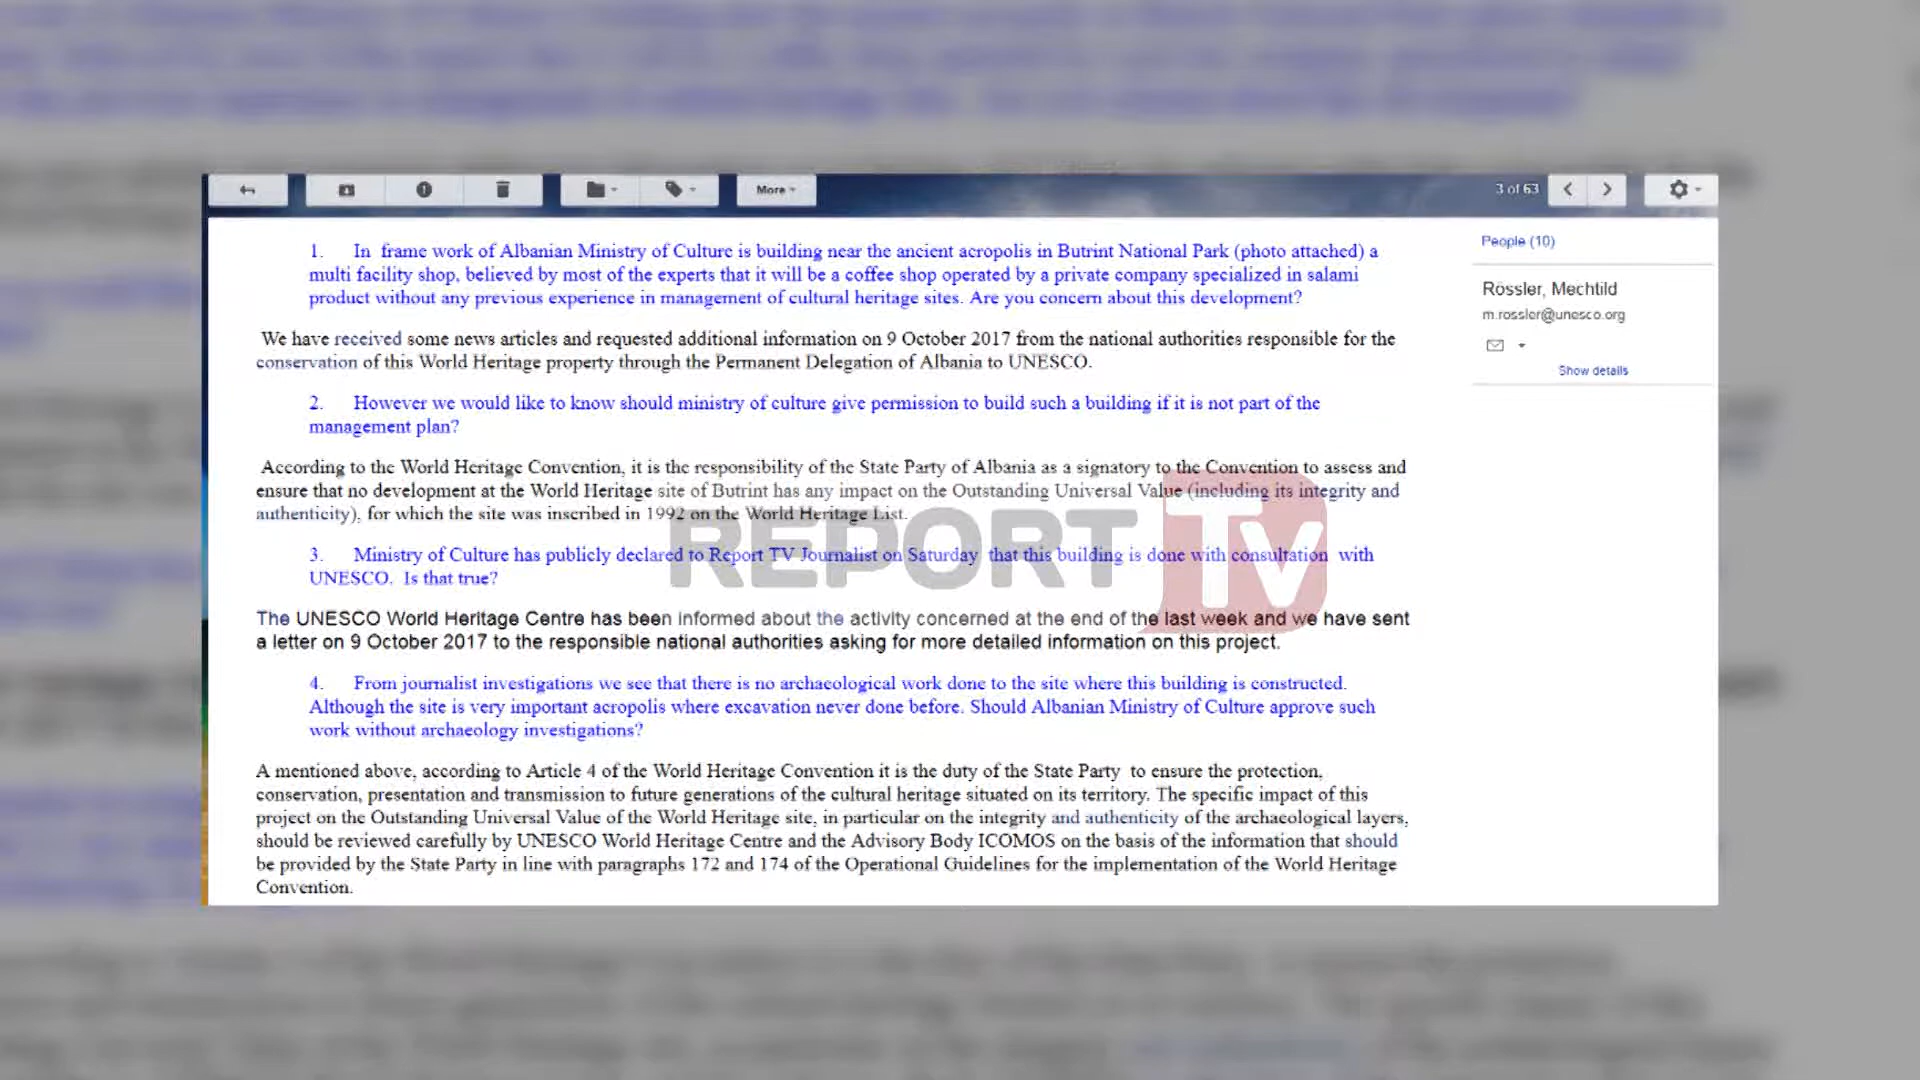 More
3 of 63
1. In frame work of Albanian Ministry of Culture is building near the ancient acropolis in Butrint National Park (photo attached) a
multi facility shop, believed by most of the experts that it will be a coffee shop operated by a private company specialized in salami
product without any previous experience in management of cultural heritage sites. Are you concern about this development?
We have received some news articles and requested additional information on 9 October 2017 from the national authorities responsible for the
conservation of this World Heritage property through the Permanent Delegation of Albania to UNESCO.
2. However we would like to know should ministry of culture give permission to build such a building if it is not part of the
management plan?
According to the World Heritage Convention, it is the responsibility of the State Party of Albania as a signatory to the Convention to assess and
ensure that no development at the World Heritage site of Butrint has any impact on the Outstanding Universal Value (including its integrity and
authenticity), for which the site was inscribed in 1992 on the World Heritage List.
3. Ministry of Culture has publicly declared to Report TV Journalist on Saturday that this building is done with consultation with
UNESCO. Is that true?
The UNESCO World Heritage Centre has been informed about the activity concerned at the end of the last week and we have sent
a letter on 9 October 2017 to the responsible national authorities asking for more detailed information on this project.
4. From journalist investigations we see that there is no archaeological work done to the site where this building is constructed.
Although the site is very important acropolis where excavation never done before. Should Albanian Ministry of Culture approve such
work without archaeology investigations?
A mentioned above, according to Article 4 of the World Heritage Convention it is the duty of the State Party to ensure the protection,
conservation, presentation and transmission to future generations of the cultural heritage situated on its territory. The specific impact of this
project on the Outstanding Universal Value of the World Heritage site, in particular on the integrity and authenticity of the archaeological layers,
should be reviewed carefully by UNESCO World Heritage Centre and the Advisory Body ICOMOS on the basis of the information that should
be provided by the State Party in line with paragraphs 172 and 174 of the Operational Guidelines for the implementation of the World Heritage
Convention.
People (10)
Rössler, Mechtild
m.rossler@unesco.org
Show details
REPORT TV